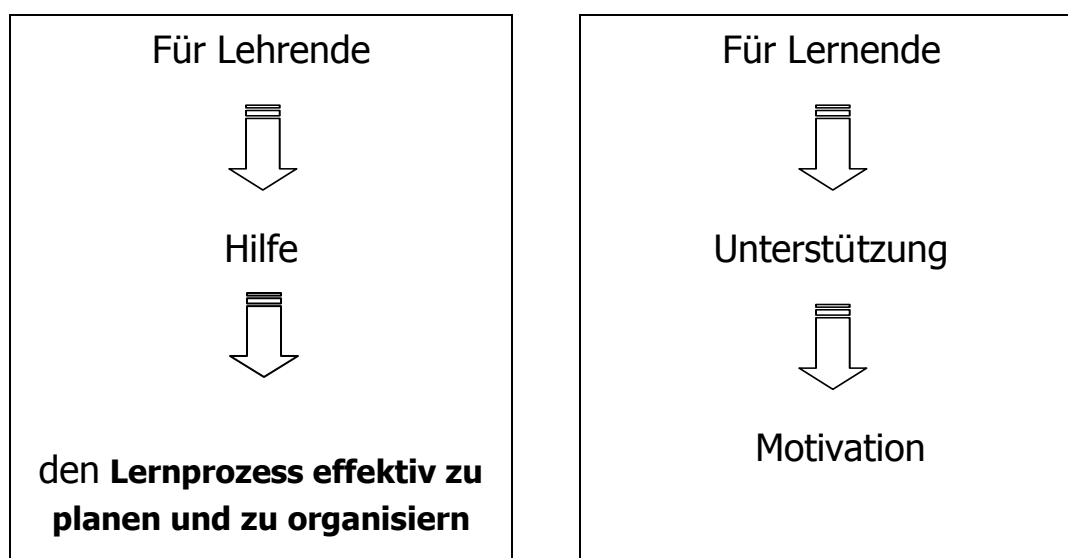 Für Lehrende
Hilfe
den Lernprozess effektiv zu
planen und zu organisiern
Für Lernende
Unterstützung
Motivation